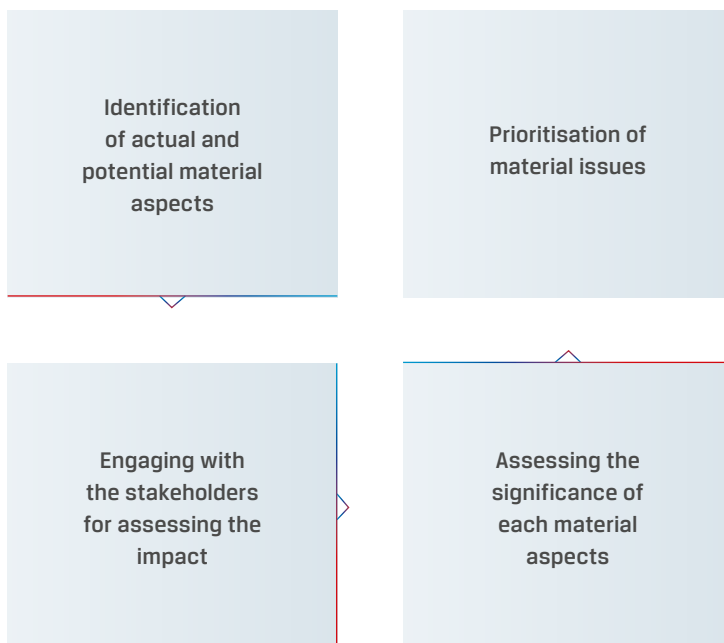 Identification
of actual and
potential material
aspects
Engaging with
the stakeholders
for assessing the
impact
Assessing the
significance of
each material
aspects
Prioritisation of
material issues